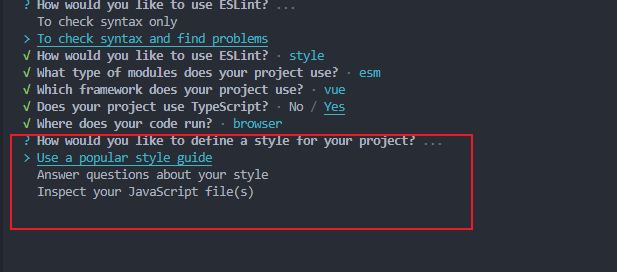 ? How would you like to use ESLint? ...
To check syntax only
> To check syntax and find problems
√ How would you like to use ESLint? · style
√ What type of modules does your project use? · esm
√ Which framework does your project use? · vue
√ Does your project use TypeScript? · No / Yes
√ Where does your code run? · browser
? How would you like to define a style for your project? ...
> Use a popular style guide
Answer questions about your style
Inspect your JavaScript file(s)